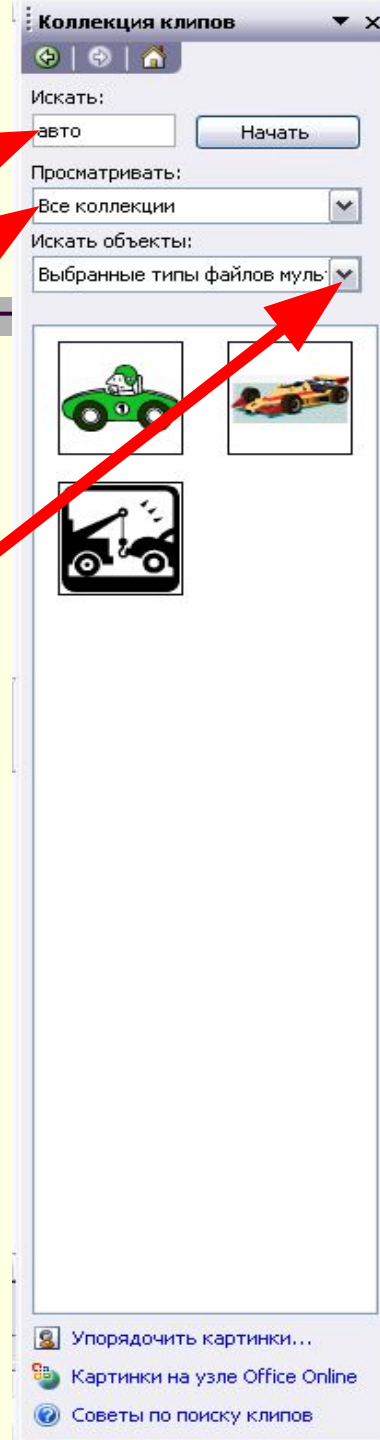 Коллекция клипов
Искать:
авто
Начать
Просматривать:
Все коллекции
Искать объекты:
Выбранные типы файлов муль
1
Упорядочить картинки...
Картинки на узле Office Online
Советы по поиску клипов